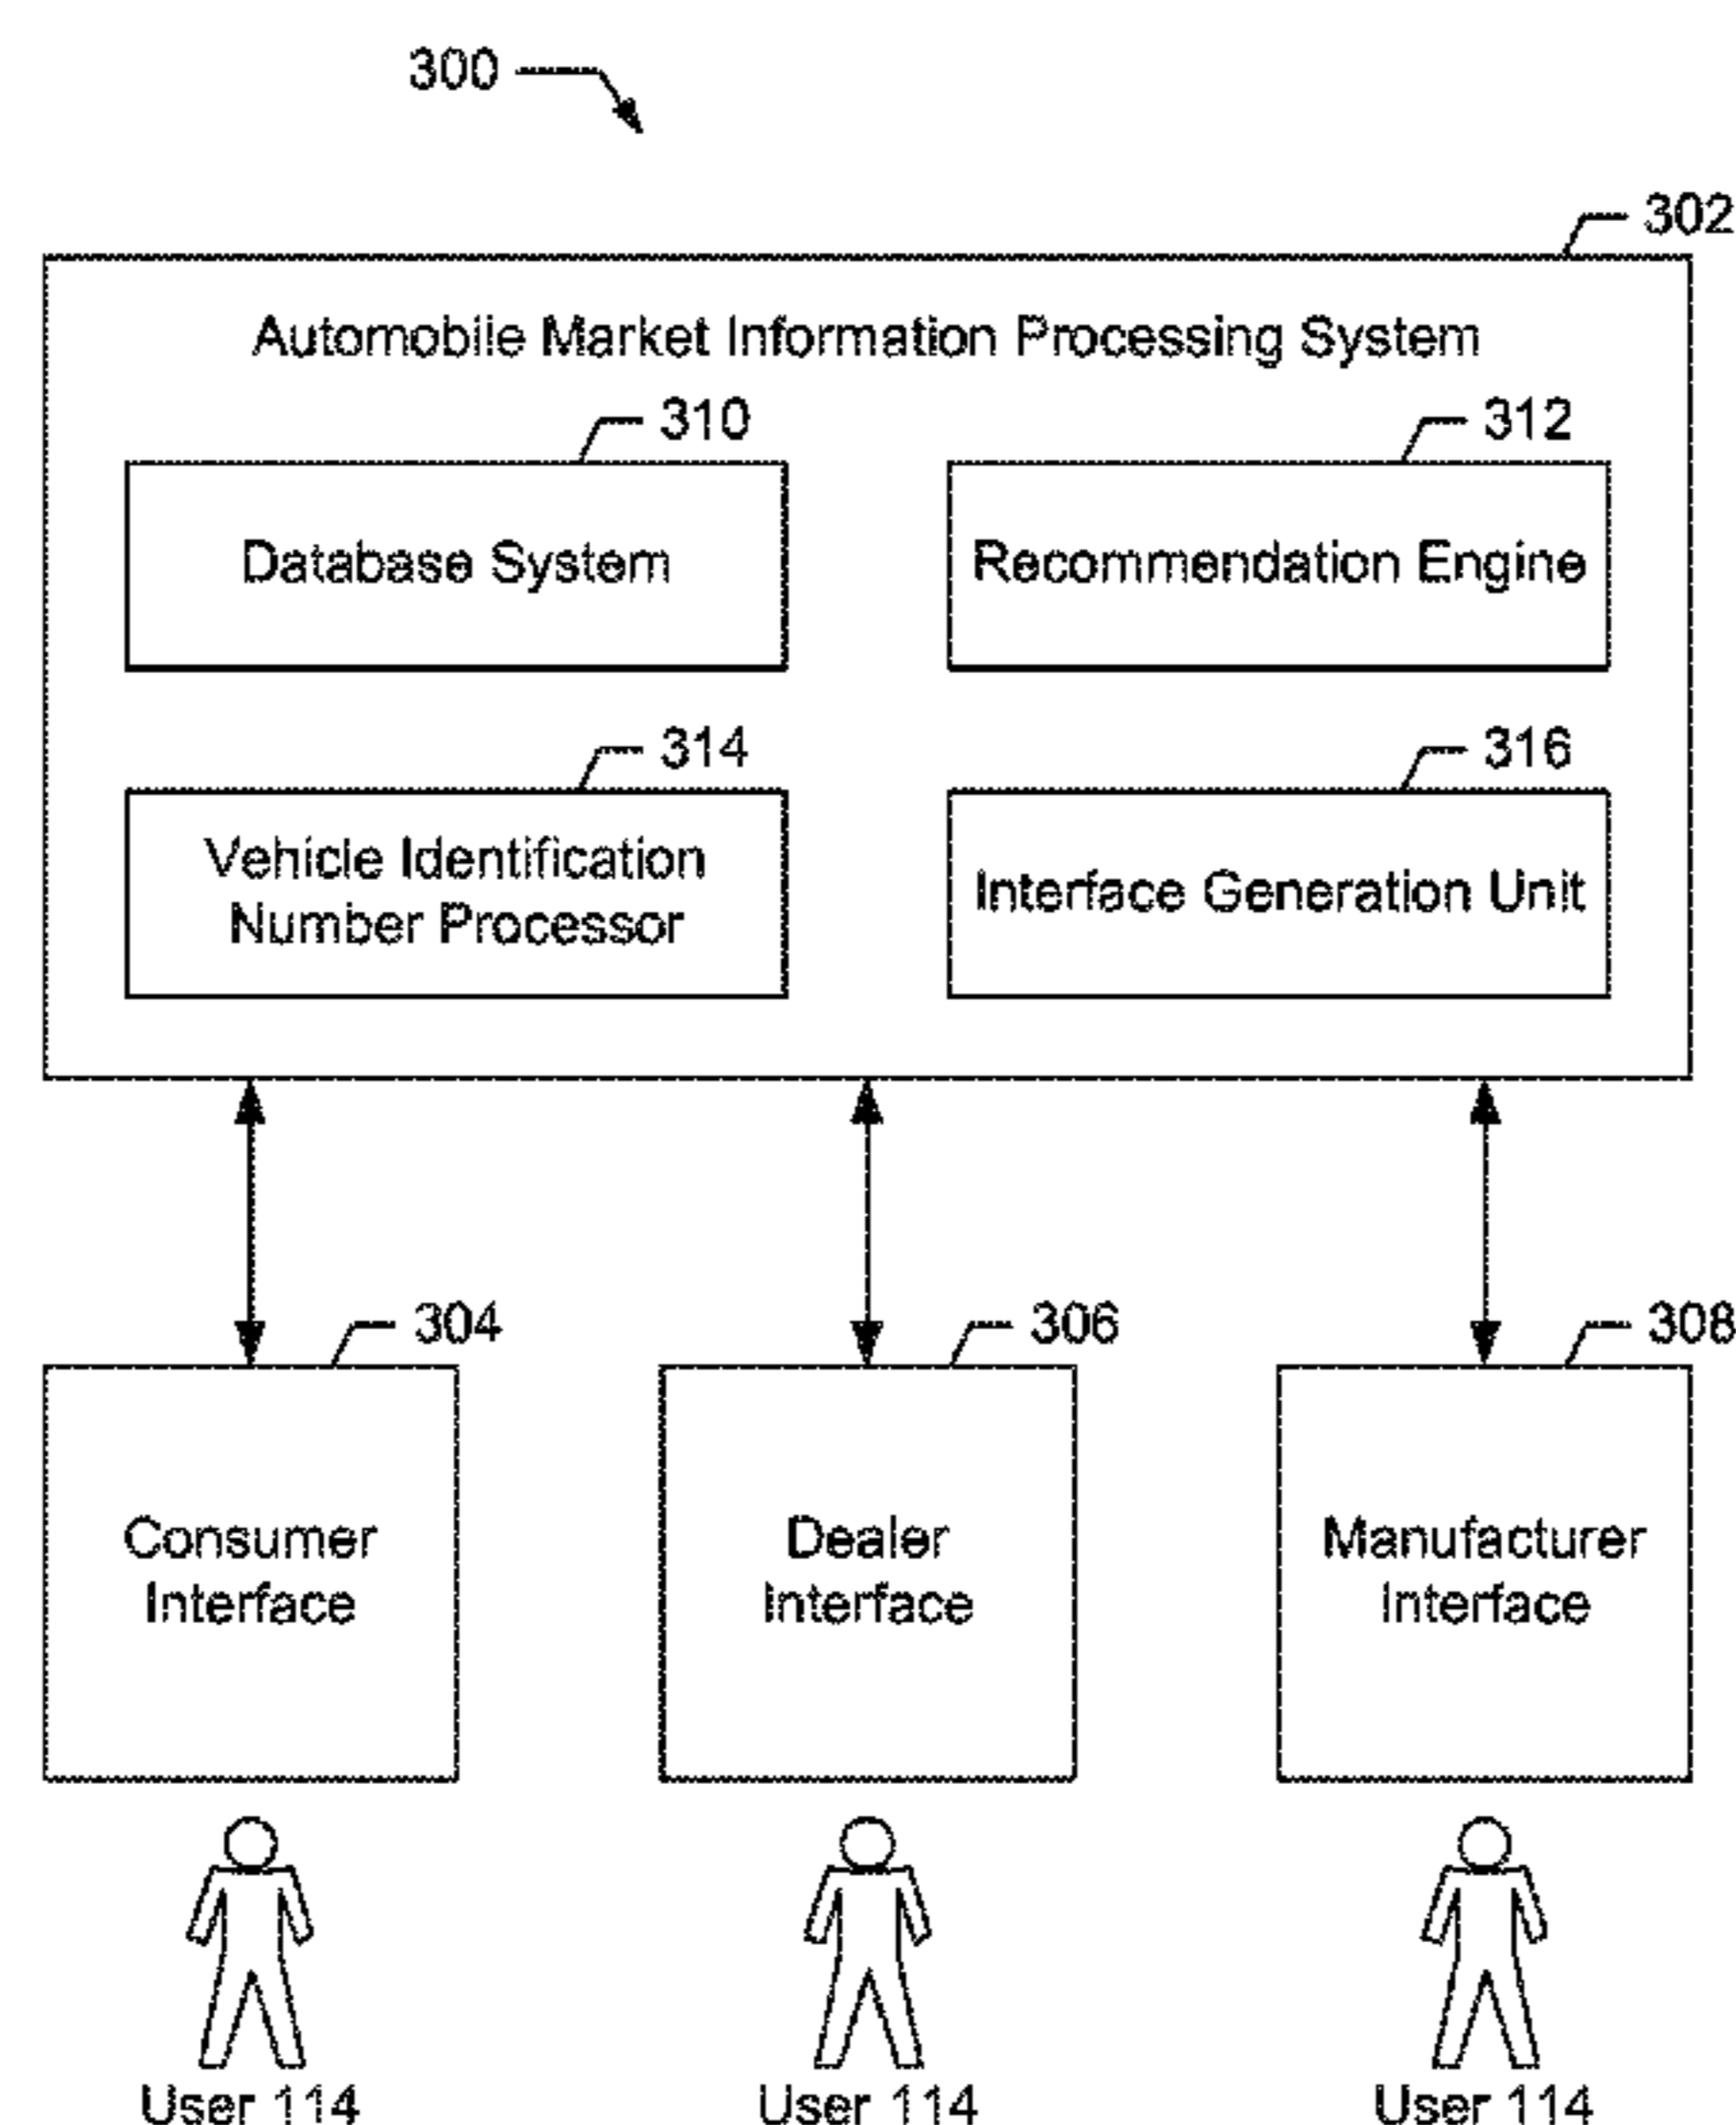 300
302
Automobile Market Information Processing System
310
312
Database System
Recommendation Engine
314
316
Vehicle Identification
Number Processor
Interface Generation Unit
304
306
308
Consumer
Interface
Dealer
Interface
Manufacturer
Interface
User 114
User 114
User 114